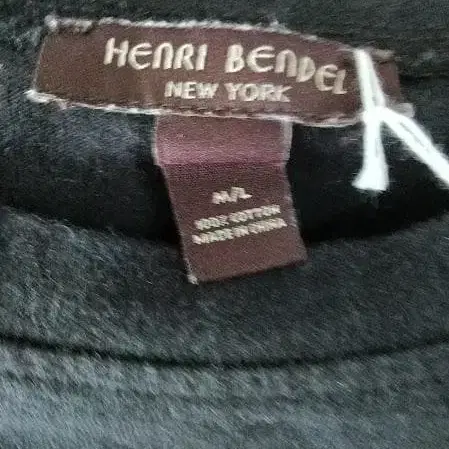 HENRI BENDEL
NEW YORK
M/L
100% COTTON
MADE IN CHINA